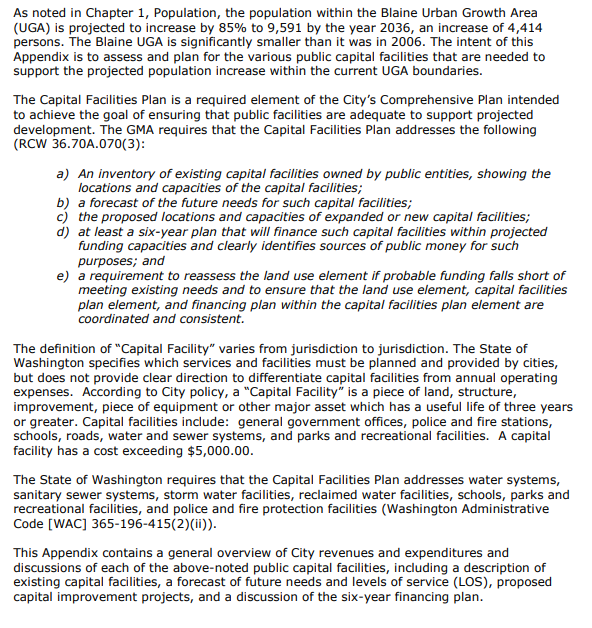 As noted in Chapter 1, Population, the population within the Blaine Urban Growth Area
(UGA) is projected to increase by 85% to 9,591 by the year 2036, an increase of 4,414
persons. The Blaine UGA is significantly smaller than it was in 2006. The intent of this
Appendix is to assess and plan for the various public capital facilities that are needed to
support the projected population increase within the current UGA boundaries.
The Capital Facilities Plan is a required element of the City's Comprehensive Plan intended
to achieve the goal of ensuring that public facilities are adequate to support projected
development. The GMA requires that the Capital Facilities Plan addresses the following
(RCW 36.70A.070(3):
a) An inventory of existing capital facilities owned by public entities, showing the
locations and capacities of the capital facilities;
b) a forecast of the future needs for such capital facilities;
c) the proposed locations and capacities of expanded or new capital facilities;
d) at least a six-year plan that will finance such capital facilities within projected
funding capacities and clearly identifies sources of public money for such
purposes; and
e) a requirement to reassess the land use element if probable funding falls short of
meeting existing needs and to ensure that the land use element, capital facilities
plan element, and financing plan within the capital facilities plan element are
coordinated and consistent.
The definition of "Capital Facility" varies from jurisdiction to jurisdiction. The State of
Washington specifies which services and facilities must be planned and provided by cities,
but does not provide clear direction to differentiate capital facilities from annual operating
expenses. According to City policy, a "Capital Facility" is a piece of land, structure,
improvement, piece of equipment or other major asset which has a useful life of three years
or greater. Capital facilities include: general government offices, police and fire stations,
schools, roads, water and sewer systems, and parks and recreational facilities. A capital
facility has a cost exceeding $5,000.00.
The State of Washington requires that the Capital Facilities Plan addresses water systems,
sanitary sewer systems, storm water facilities, reclaimed water facilities, schools, parks and
recreational facilities, and police and fire protection facilities (Washington Administrative
Code [WAC] 365-196-415(2)(ii)).
This Appendix contains a general overview of City revenues and expenditures and
discussions of each of the above-noted public capital facilities, including a description of
existing capital facilities, a forecast of future needs and levels of service (LOS), proposed
capital improvement projects, and a discussion of the six-year financing plan.